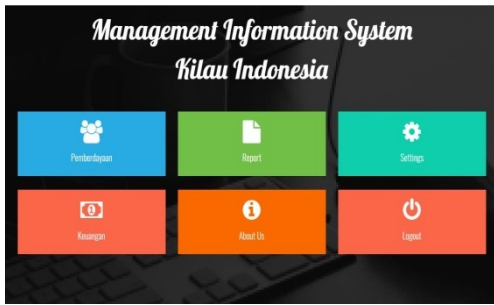 Management Information System
Kilau Indonesia
Pemberdayaan
Report
Settings
Keuangan
About Us
Logout